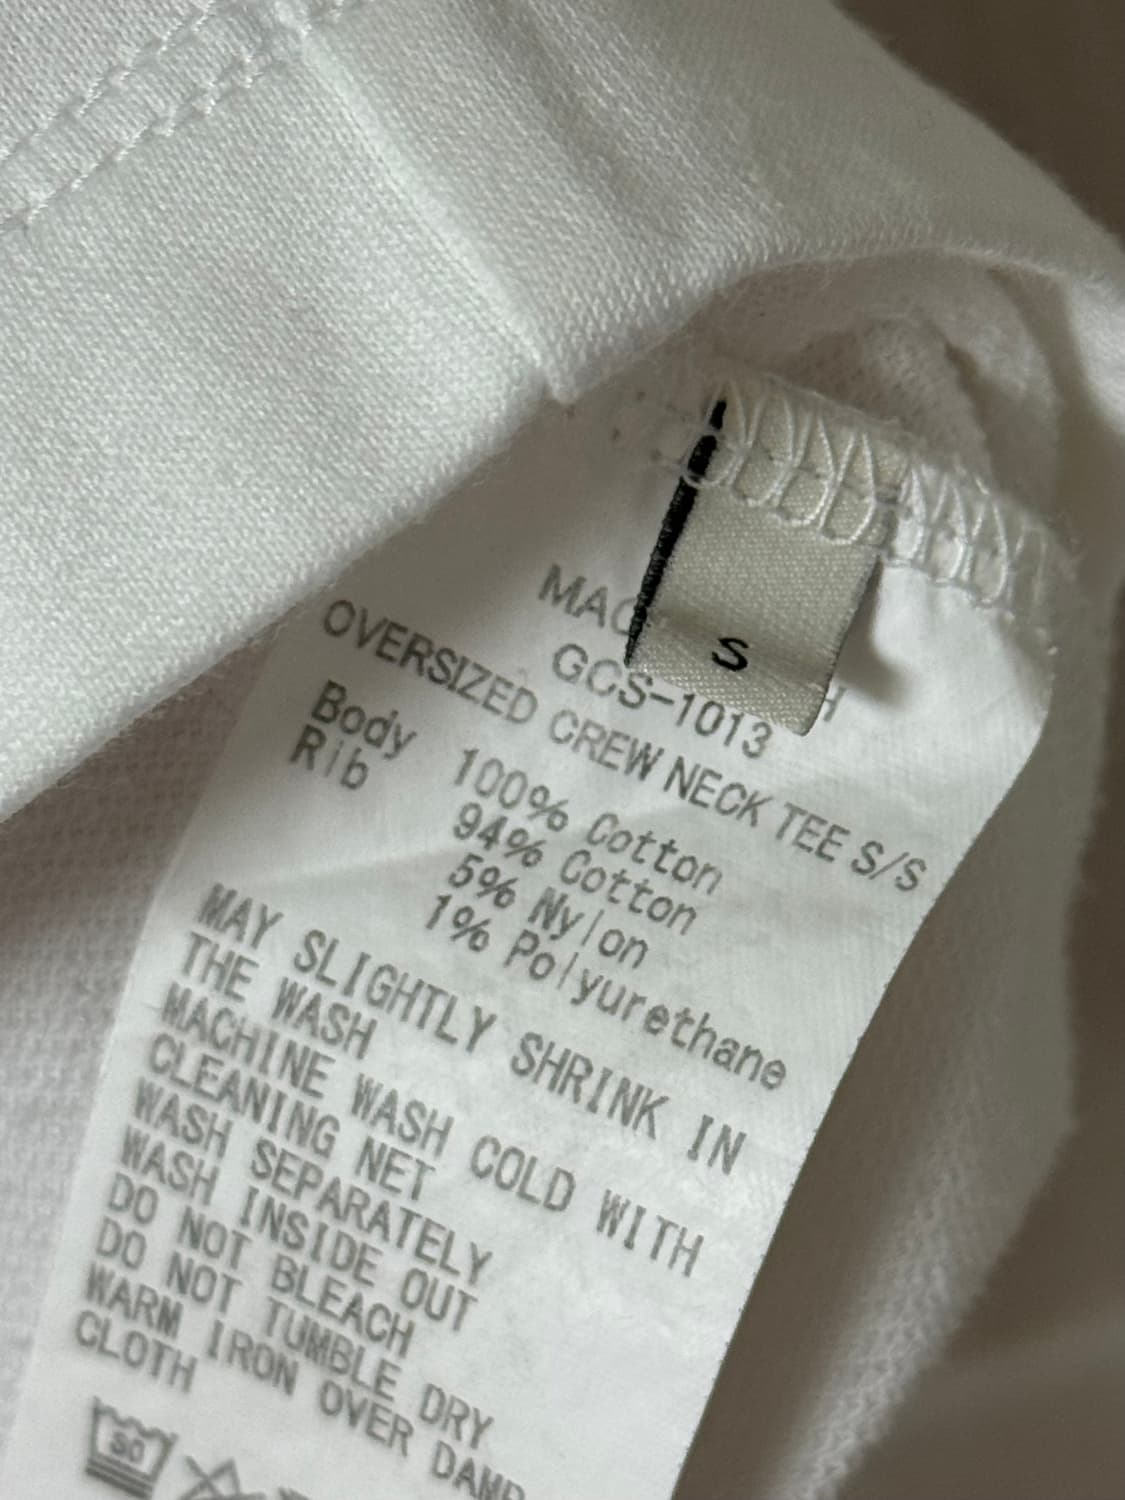 S
GCS-1013
OVERSIZED CREW NECK TEE S/S
Body 100% Cotton
Rib 94% Cotton
5% Nylon
1% Polyurethane
MAY SLIGHTLY SHRINK IN
THE WASH
MACHINE WASH COLD WITH
CLEANING NET
WASH SEPARATELY
WASH INSIDE OUT
DO NOT BLEACH
DO NOT TUMBLE DRY
WARM IRON OVER DAMP
CLOTH